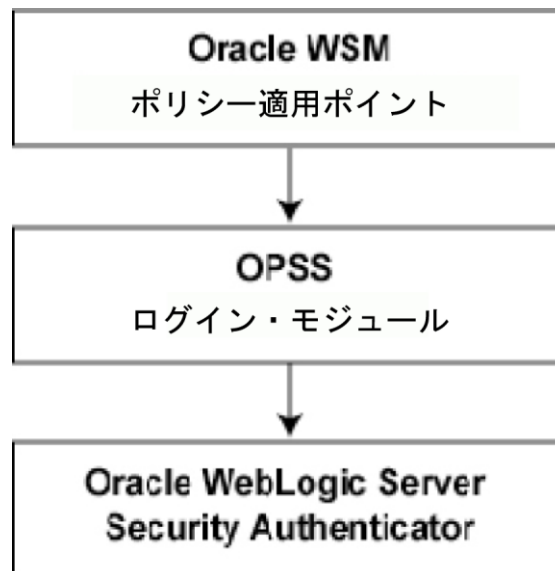 Oracle WSM
ポリシー適用ポイント
OPSS
ログイン・モジュール
Oracle WebLogic Server
Security Authenticator